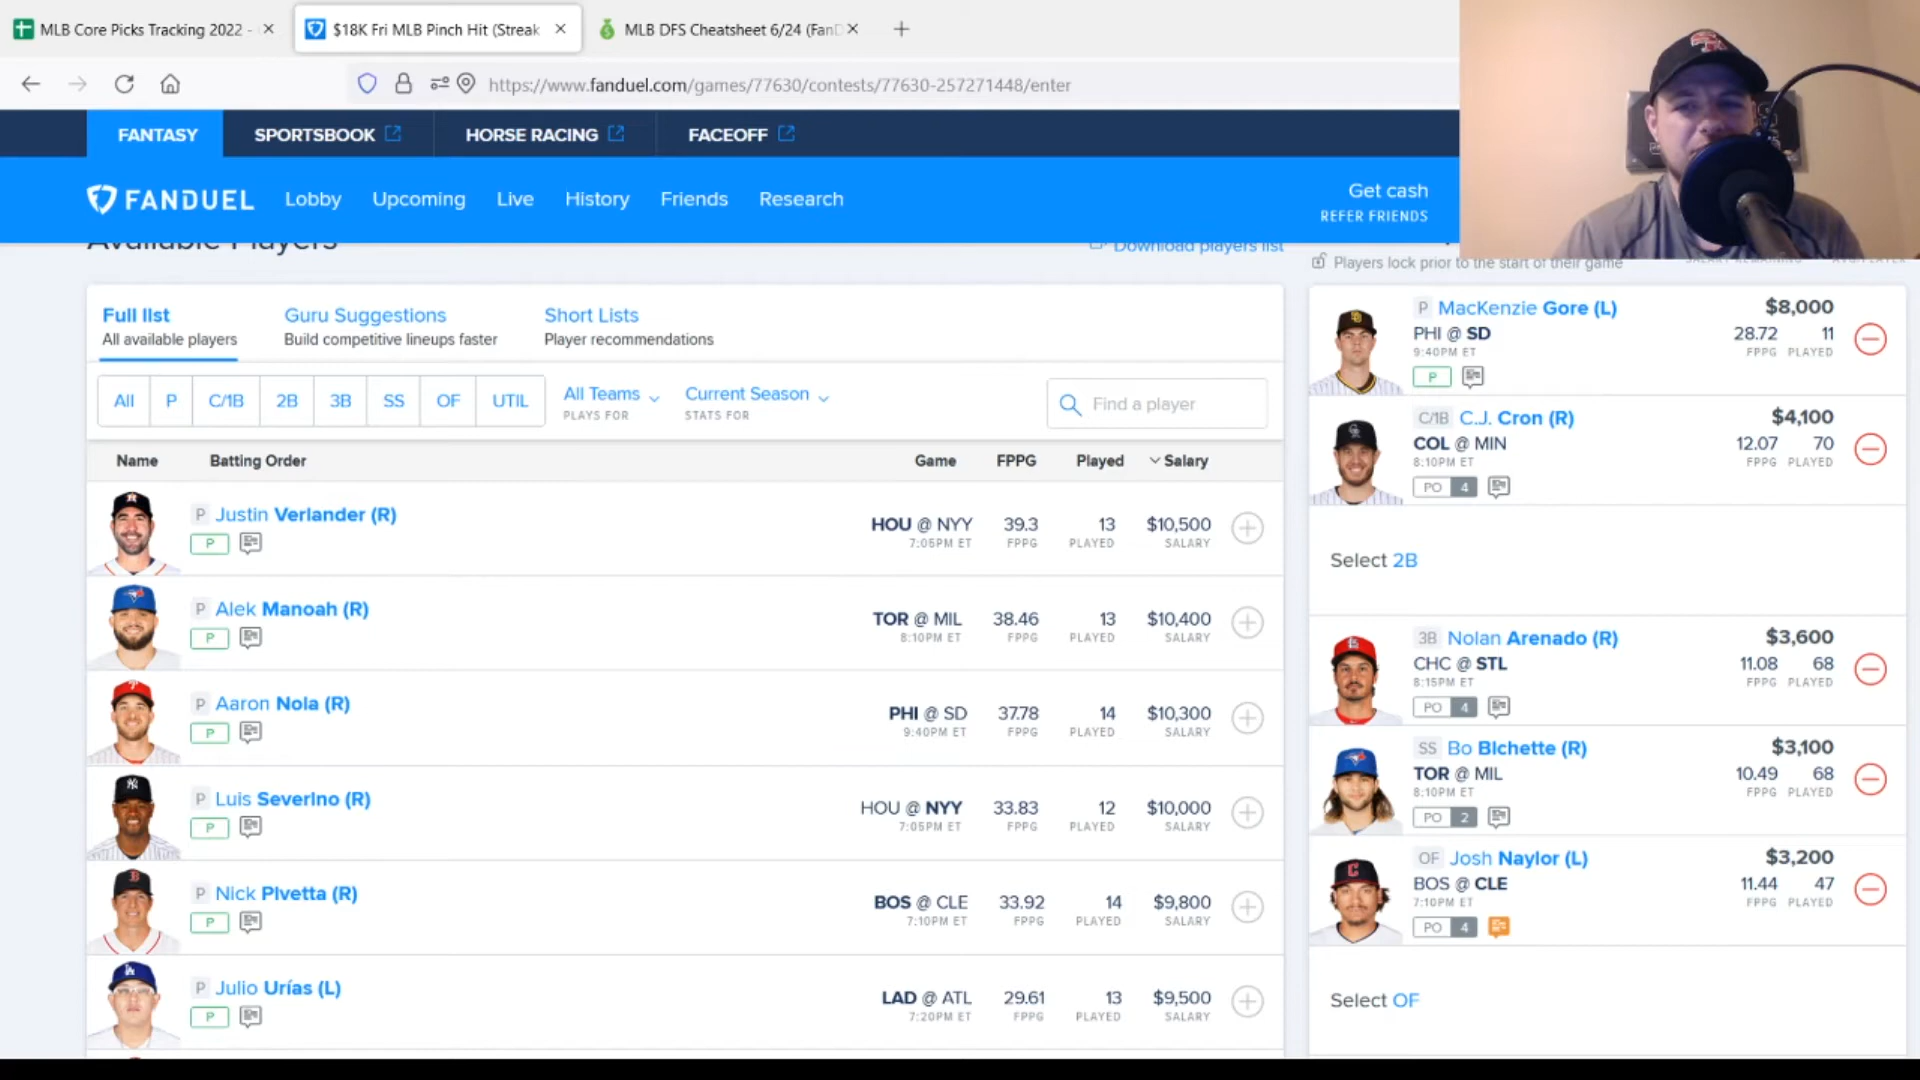 MLB Core Picks Tracking 2022 -
$18K Fri MLB Pinch Hit (Streak
MLB DFS Cheatsheet 6/24 (FanD
https://www.fanduel.com/games/77630/contests/77630-257271448/enter
FANTASY SPORTSBOOK HORSE RACING FACEOFF
FANDUEL Lobby Upcoming Live History Friends Research
Get cash
REFER FRIENDS
Available Players
Download players list
Players lock prior to the start of their game
Full list
All available players
Guru Suggestions
Build competitive lineups faster
Short Lists
Player recommendations
All P C/1B 2B 3B SS OF UTIL
All Teams
PLAYS FOR
Current Season
STATS FOR
Find a player
Name Batting Order Game FPPG Played Salary
P Justin Verlander (R) HOU @ NYY 39.3 13 $10,500
P 7:05PM ET FPPG PLAYED SALARY
P Alek Manoah (R) TOR @ MIL 38.46 13 $10,400
P 8:10PM ET FPPG PLAYED SALARY
P Aaron Nola (R) PHI @ SD 37.78 14 $10,300
P 9:40PM ET FPPG PLAYED SALARY
P Luis Severino (R) HOU @ NYY 33.83 12 $10,000
P 7:05PM ET FPPG PLAYED SALARY
P Nick Pivetta (R) BOS @ CLE 33.92 14 $9,800
P 7:10PM ET FPPG PLAYED SALARY
P Julio Urías (L) LAD @ ATL 29.61 13 $9,500
P 7:20PM ET FPPG PLAYED SALARY
P MacKenzie Gore (L) $8,000
PHI @ SD 28.72 11
9:40PM ET FPPG PLAYED
P
C/1B C.J. Cron (R) $4,100
COL @ MIN 12.07 70
8:10PM ET FPPG PLAYED
PO 4
Select 2B
3B Nolan Arenado (R) $3,600
CHC @ STL 11.08 68
8:15PM ET FPPG PLAYED
PO 4
SS Bo Bichette (R) $3,100
TOR @ MIL 10.49 68
8:10PM ET FPPG PLAYED
PO 2
OF Josh Naylor (L) $3,200
BOS @ CLE 11.44 47
7:10PM ET FPPG PLAYED
PO 4
Select OF